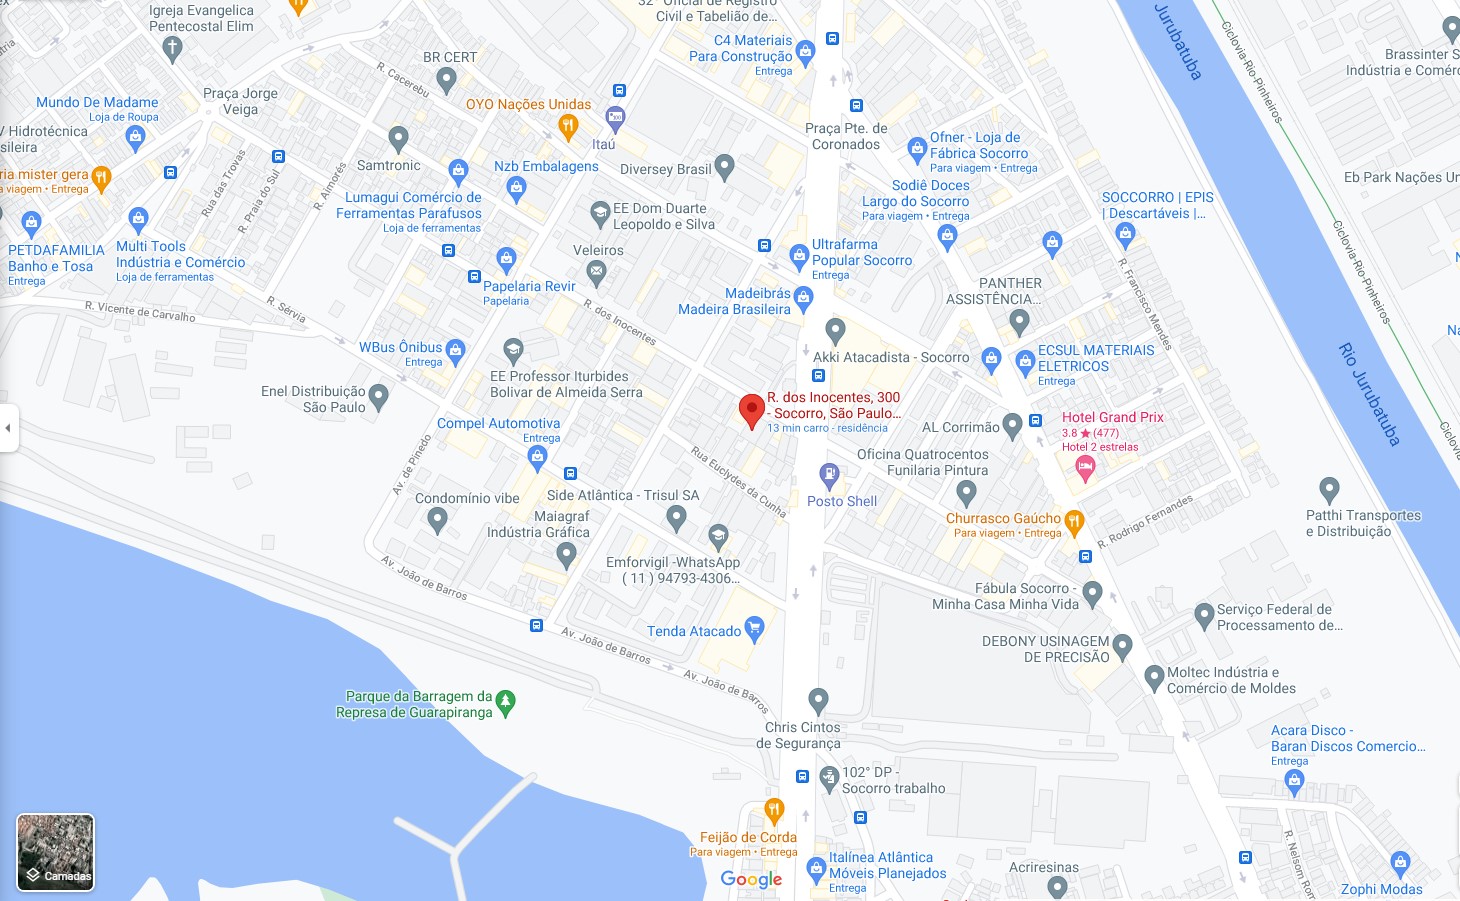 Igreja Evangelica
Pentecostal Elim
32° Oficial de Registro
Civil e Tabelião de...
C4 Materiais
Para Construção
Entrega
Jurubatuba
Ciclovia-Rio-Pinheiros
Brassinter S
Indústria e Comérc
BR CERT
R. Cacerebu
Praça Jorge
Veiga
Mundo De Madame
Loja de Roupa
OYO Nações Unidas
Itaú
Praça Pte. de
Coronados
Ofner - Loja de
Fábrica Socorro
Para viagem • Entrega
V Hidrotécnica
sileira
Samtronic
Nzb Embalagens
Diversey Brasil
ria mister gera
a viagem • Entrega
Rua das Trovas
R. Praia do Sul
R. Aimorés
Lumagui Comércio de
Ferramentas Parafusos
Loja de ferramentas
EE Dom Duarte
Leopoldo e Silva
Sodiê Doces
Largo do Socorro
Para viagem • Entrega
SOCCORRO | EPIS
| Descartáveis |...
Eb Park Nações Un
PETDAFAMILIA
Banho e Tosa
Entrega
Multi Tools
Indústria e Comércio
Loja de ferramentas
Veleiros
Ultrafarma
Popular Socorro
Entrega
Ciclovia-Rio-Pinheiros
Papelaria Revir
Papelaria
Madeibrás
Madeira Brasileira
PANTHER
ASSISTÊNCIA...
R. Francisco Mendes
R. Vicente de Carvalho
R. Servia
R. dos Inocentes
WBus Ônibus
Entrega
Akki Atacadista - Socorro
ECSUL MATERIAIS
ELETRICOS
Entrega
Na
Rio Jurubatuba
EE Professor Iturbides
Bolivar de Almeida Serra
Enel Distribuição
São Paulo
R. dos Inocentes, 300
- Socorro, São Paulo...
13 min carro - residência
Hotel Grand Prix
3.8 ★ (477)
Hotel 2 estrelas
AL Corrimão
Compel Automotiva
Entrega
Av. de Pinedo
Rua Euclydes da Cunha
Oficina Quatrocentos
Funilaria Pintura
Condomínio vibe
Side Atlântica - Trisul SA
Posto Shell
Maiagraf
Indústria Gráfica
Churrasco Gaúcho
Para viagem • Entrega
R. Rodrigo Fernandes
Patthi Transportes
e Distribuição
Emforvigil -WhatsApp
( 11 ) 94793-4306...
Av. João de Barros
Fábula Socorro -
Minha Casa Minha Vida
Serviço Federal de
Processamento de...
Tenda Atacado
Av. João de Barros
DEBONY USINAGEM
DE PRECISÃO
Moltec Indústria e
Comércio de Moldes
Av. João de Barros
Parque da Barragem da
Represa de Guarapiranga
Chris Cintos
de Segurança
Acara Disco -
Baran Discos Comercio...
Entrega
102° DP -
Socorro trabalho
Feijão de Corda
Para viagem • Entrega
Italínea Atlântica
Móveis Planejados
Entrega
Acriresinas
R. Nelsom Rom
Zophi Modas
Camadas
Google